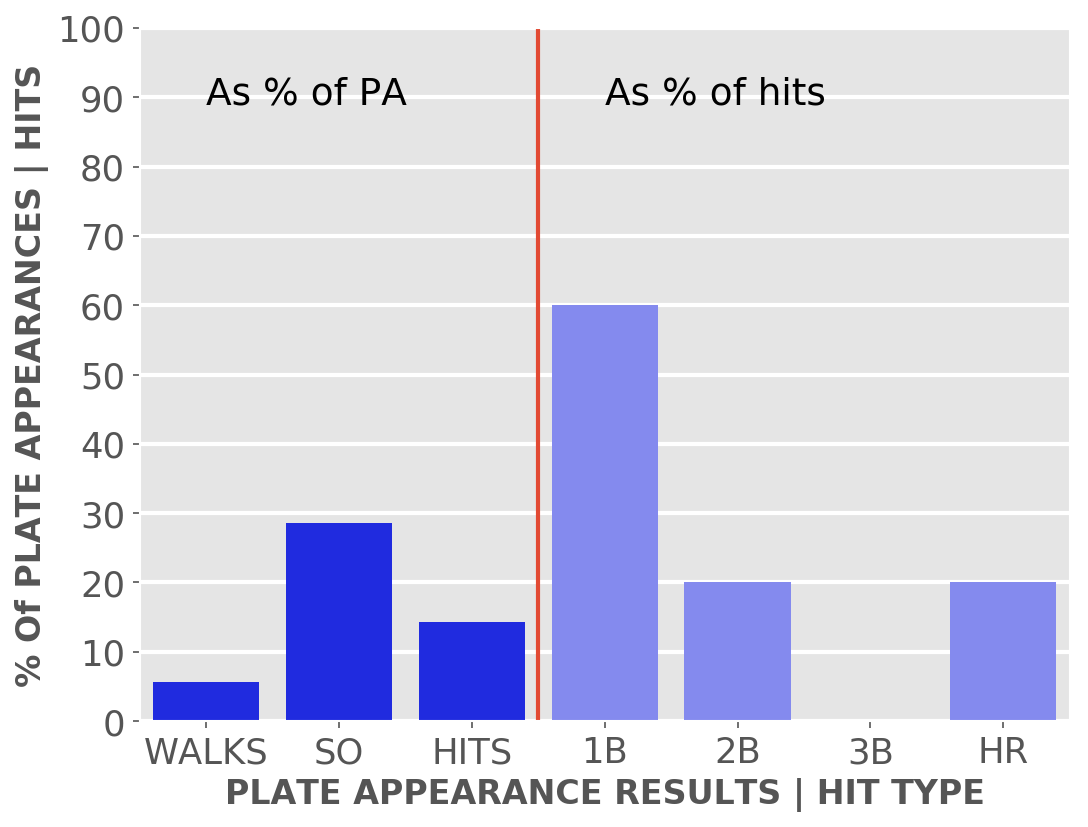 100
90
80
70
60
50
40
30
20
10
0
% Of PLATE APPEARANCES | HITS
As % of PA
As % of hits
WALKS SO HITS 1B 2B 3B HR
PLATE APPEARANCE RESULTS | HIT TYPE